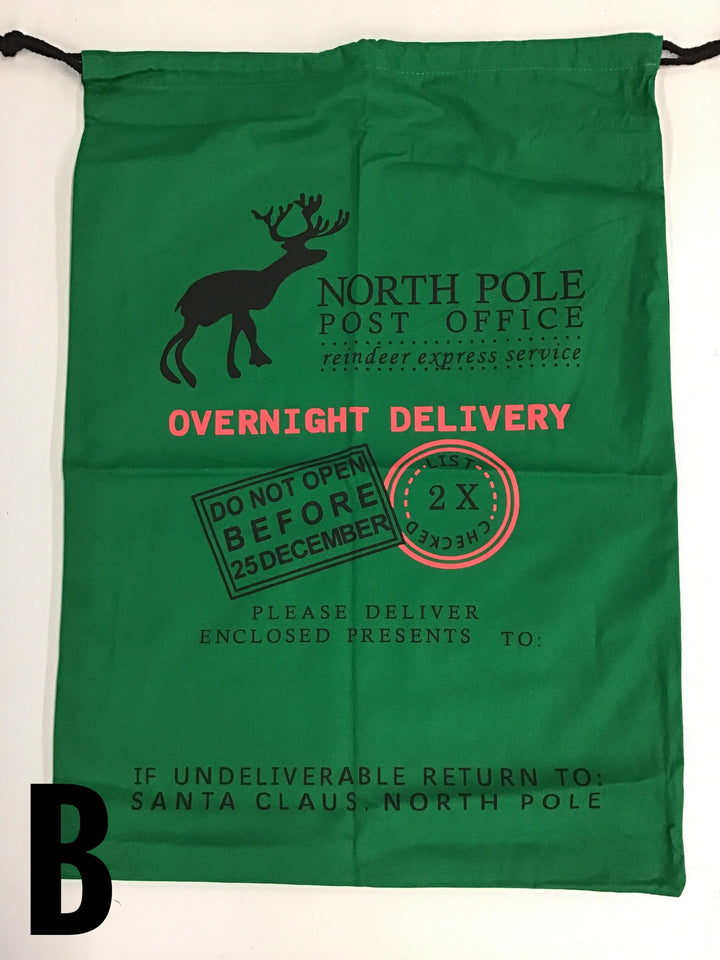 NORTH POLE
POST OFFICE
reindeer express service
OVERNIGHT DELIVERY
DO NOT OPEN
BEFORE
25 DECEMBER
LIST
2 X
CHECKED
PLEASE DELIVER
ENCLOSED PRESENTS TO:
IF UNDELIVERABLE RETURN TO:
SANTA CLAUS, NORTH POLE
B